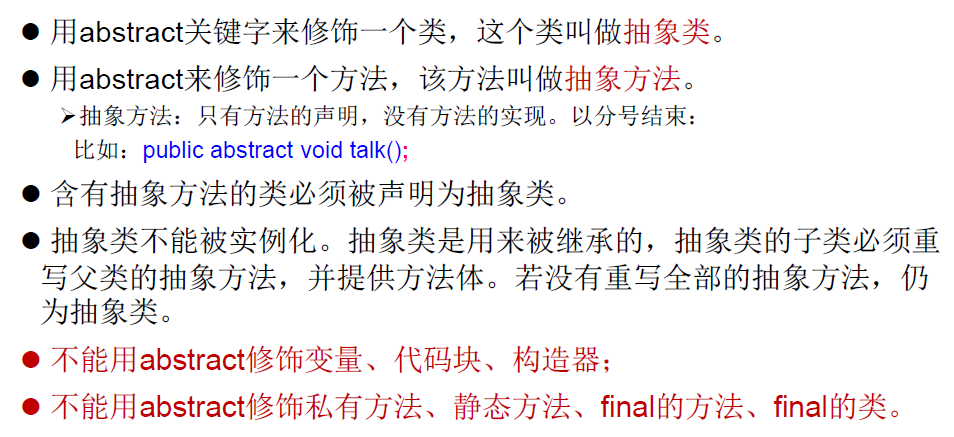 ● 用abstract关键字来修饰一个类，这个类叫做抽象类。
● 用abstract来修饰一个方法，该方法叫做抽象方法。
➢抽象方法：只有方法的声明，没有方法的实现。以分号结束：
比如：public abstract void talk();
● 含有抽象方法的类必须被声明为抽象类。
● 抽象类不能被实例化。抽象类是用来被继承的，抽象类的子类必须重
写父类的抽象方法，并提供方法体。若没有重写全部的抽象方法，仍
为抽象类。
● 不能用abstract修饰变量、代码块、构造器；
● 不能用abstract修饰私有方法、静态方法、final的方法、final的类。